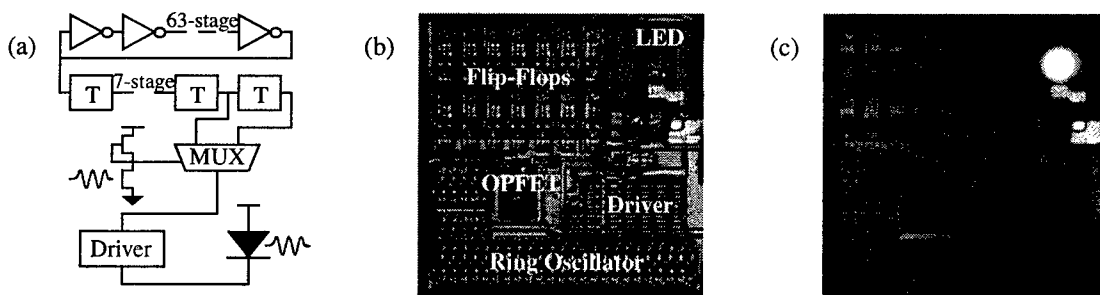 (a)
63-stage
T
7-stage
T
T
MUX
Driver
(b)
LED
Flip-Flops
OPFET
Driver
Ring Oscillator
(c)